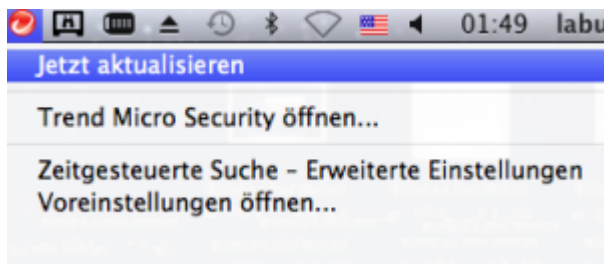 01:49 labu
Jetzt aktualisieren
Trend Micro Security öffnen...
Zeitgesteuerte Suche – Erweiterte Einstellungen
Voreinstellungen öffnen...